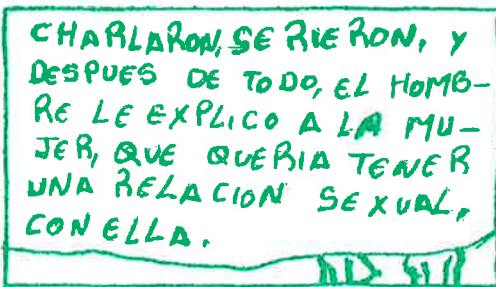 CHARLARON, SE RIERON, Y
DESPUES DE TODO, EL HOMB-
RE LE EXPLICO A LA MU-
JER, QUE QUERIA TENER
UNA RELACION SEXUAL,
CON ELLA.